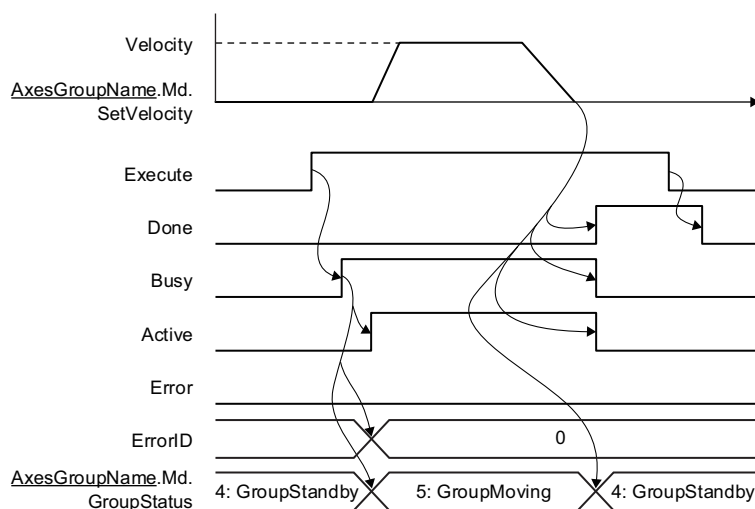 Velocity
AxesGroupName.Md.
SetVelocity
Execute
Done
Busy
Active
Error
ErrorID
0
AxesGroupName.Md.
GroupStatus
4: GroupStandby
5: GroupMoving
4: GroupStandby